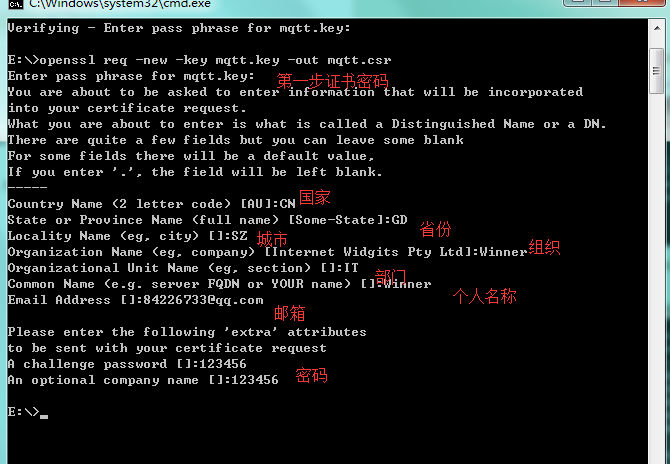 C:\Windows\system32\cmd.exe
Verifying - Enter pass phrase for mqtt.key:
E:\>openssl req -new -key mqtt.key -out mqtt.csr
Enter pass phrase for mqtt.key: 第一步证书密码
You are about to be asked to enter information that will be incorporated
into your certificate request.
What you are about to enter is what is called a Distinguished Name or a DN.
There are quite a few fields but you can leave some blank
For some fields there will be a default value,
If you enter '.', the field will be left blank.
-----
Country Name (2 letter code) [AU]:CN 国家
State or Province Name (full name) [Some-State]:GD 省份
Locality Name (eg, city) []:SZ 城市
Organization Name (eg, company) [Internet Widgits Pty Ltd]:Winner 组织
Organizational Unit Name (eg, section) []:IT 部门
Common Name (e.g. server FQDN or YOUR name) []:Winner 个人名称
Email Address []:84226733@qq.com
邮箱
Please enter the following 'extra' attributes
to be sent with your certificate request
A challenge password []:123456
An optional company name []:123456 密码
E:\>